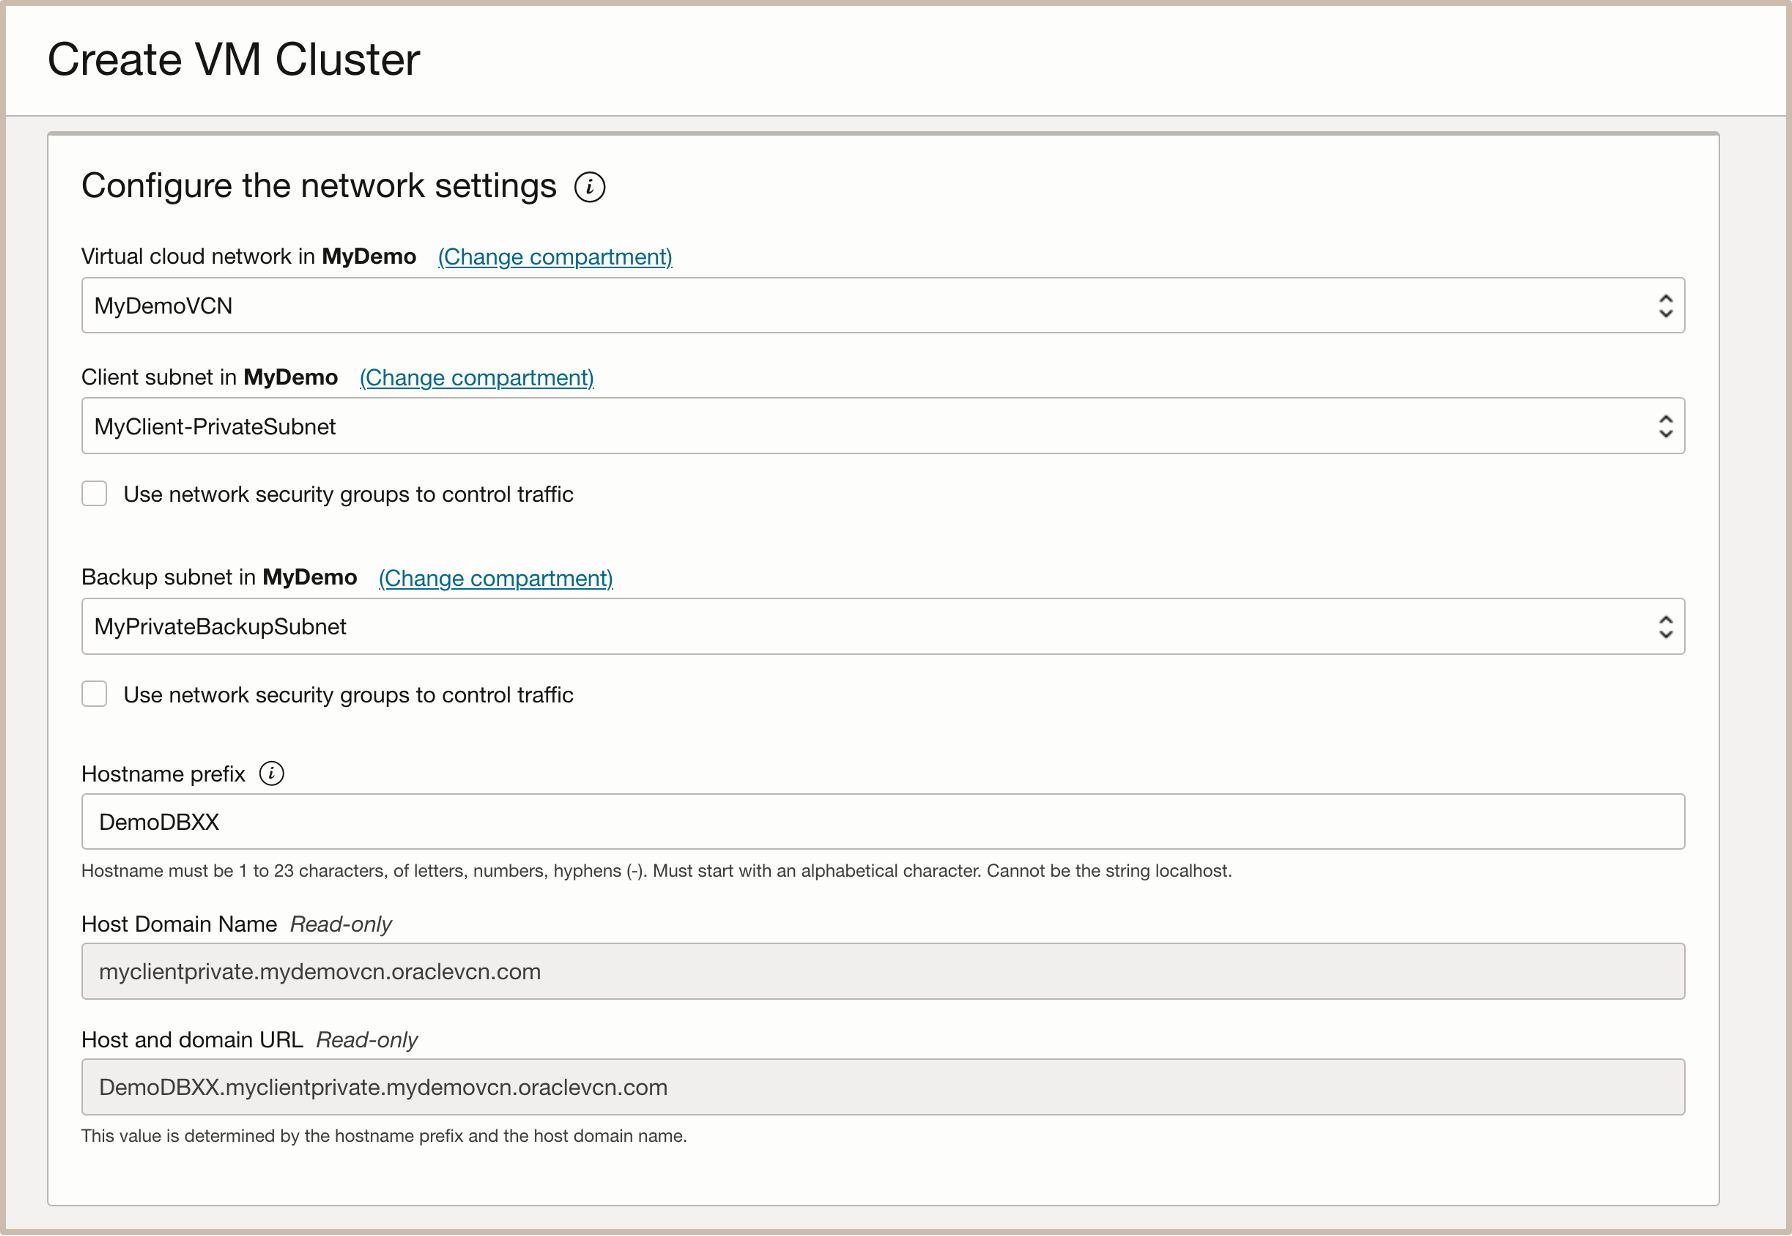 Create VM Cluster
Configure the network settings
Virtual cloud network in MyDemo (Change compartment)
MyDemoVCN
Client subnet in MyDemo (Change compartment)
MyClient-PrivateSubnet
Use network security groups to control traffic
Backup subnet in MyDemo (Change compartment)
MyPrivateBackupSubnet
Use network security groups to control traffic
Hostname prefix
DemoDBXX
Hostname must be 1 to 23 characters, of letters, numbers, hyphens (-). Must start with an alphabetical character. Cannot be the string localhost.
Host Domain Name Read-only
myclientprivate.mydemovcn.oraclevcn.com
Host and domain URL Read-only
DemoDBXX.myclientprivate.mydemovcn.oraclevcn.com
This value is determined by the hostname prefix and the host domain name.